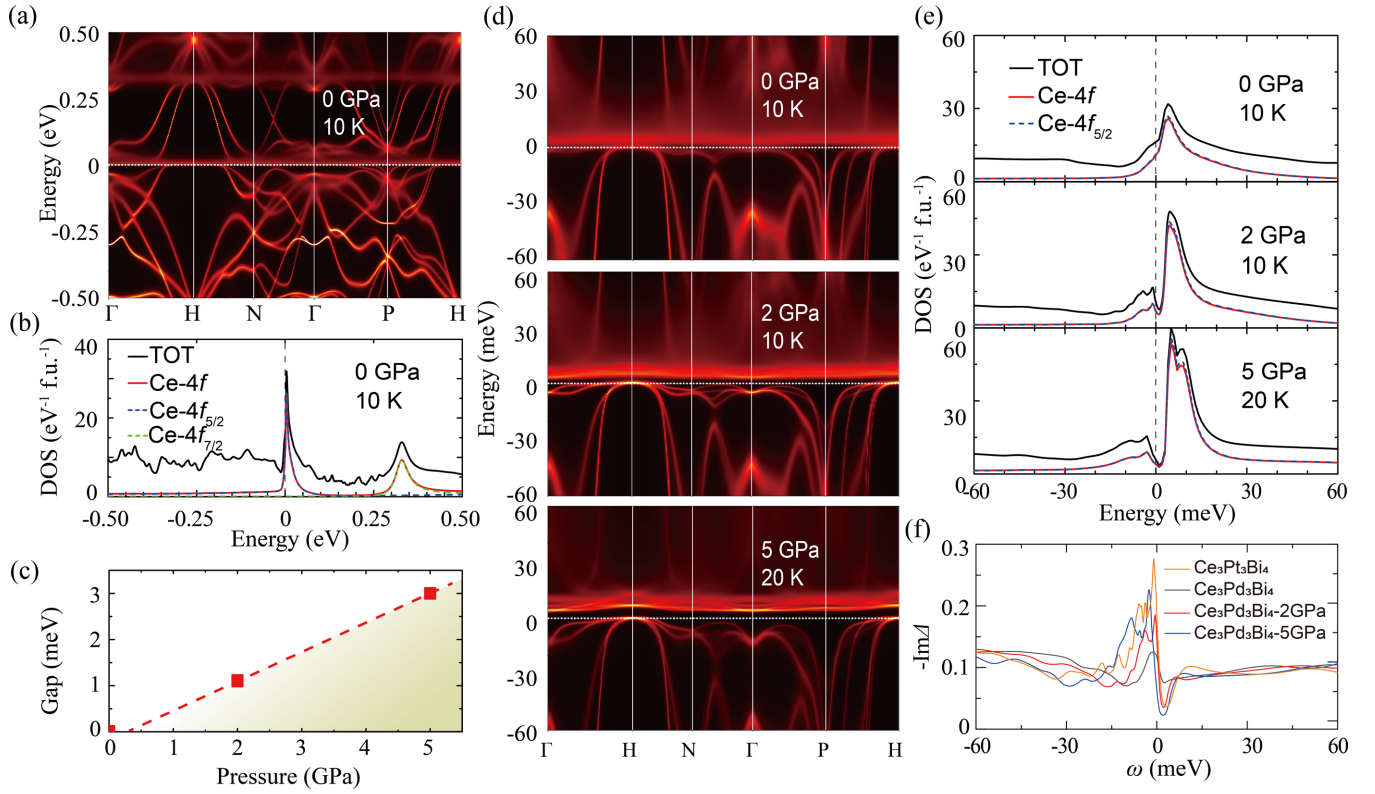 (a)
0.50
0.25
0
-0.25
-0.50
Energy (eV)
0 GPa
10 K
Γ H N Γ P H
(b)
40
30
20
10
0
DOS (eV⁻¹ f.u.⁻¹)
TOT
Ce-4f
Ce-4f5/2
Ce-4f7/2
0 GPa
10 K
-0.50 -0.25 0 0.25 0.50
Energy (eV)
(c)
3
2
1
0
Gap (meV)
0 1 2 3 4 5
Pressure (GPa)
(d)
60
30
0
-30
-60
0 GPa
10 K
60
30
0
-30
-60
2 GPa
10 K
Energy (meV)
60
30
0
-30
-60
5 GPa
20 K
Γ H N Γ P H
(e)
60
30
0
TOT
Ce-4f
Ce-4f5/2
0 GPa
10 K
60
30
0
2 GPa
10 K
DOS (eV⁻¹ f.u.⁻¹)
60
30
0
5 GPa
20 K
-60 -30 0 30 60
Energy (meV)
(f)
0.3
0.2
0.1
0
-ImΔ
Ce₃Pt₃Bi₄
Ce₃Pd₃Bi₄
Ce₃Pd₃Bi₄-2GPa
Ce₃Pd₃Bi₄-5GPa
-60 -30 0 30 60
ω (meV)